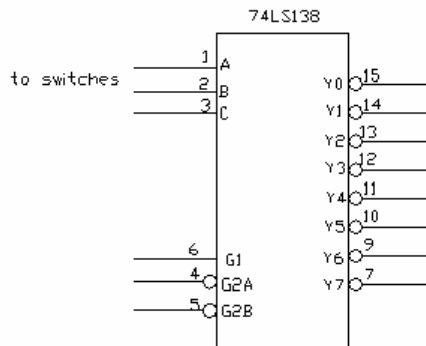 74LS138
1 A
to switches
2 B
3 C
Y0 15
Y1 14
Y2 13
Y3 12
Y4 11
Y5 10
6 G1
Y6 9
4 G2A
Y7 7
5 G2B